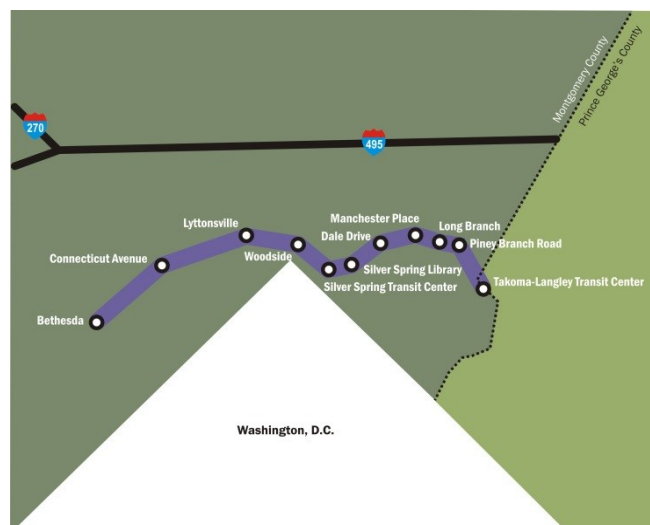 Montgomery County
Prince George's County
270
495
Manchester Place
Long Branch
Lyttonsville
Dale Drive
Piney Branch Road
Woodside
Connecticut Avenue
Silver Spring Library
Silver Spring Transit Center
Takoma-Langley Transit Center
Bethesda
Washington, D.C.